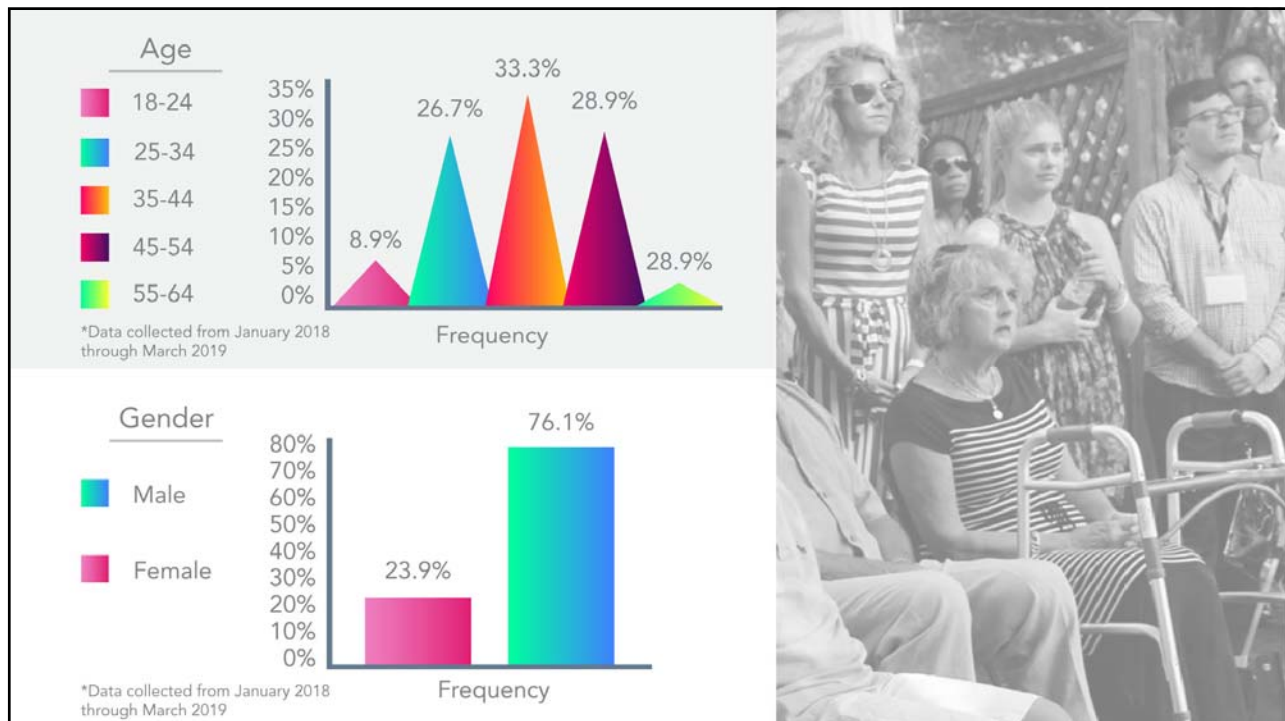 Age
18-24
25-34
35-44
45-54
55-64
*Data collected from January 2018
through March 2019
35%
30%
25%
20%
15%
10%
5%
0%
8.9%
26.7%
33.3%
28.9%
28.9%
Frequency
Gender
Male
Female
*Data collected from January 2018
through March 2019
80%
70%
60%
50%
40%
30%
20%
10%
0%
23.9%
76.1%
Frequency